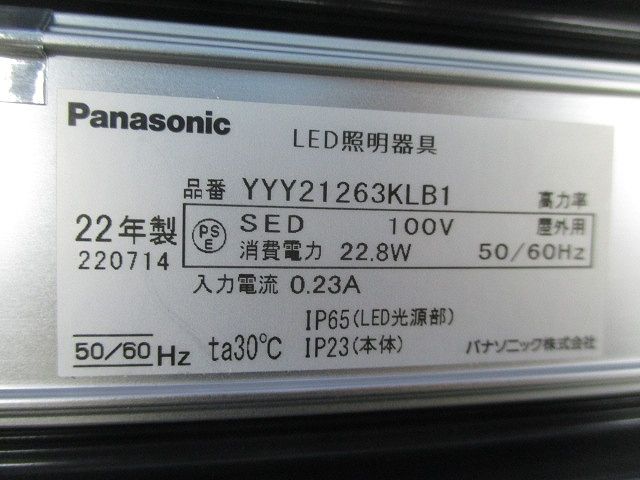 Panasonic
LED照明器具
品番 YYY21263KLB1 高力率
22年製 PSE SED 100V 屋外用
220714 消費電力 22.8W 50/60Hz
入力電流 0.23A
IP65(LED光源部)
50/60 Hz ta30℃ IP23(本体) パナソニック株式会社